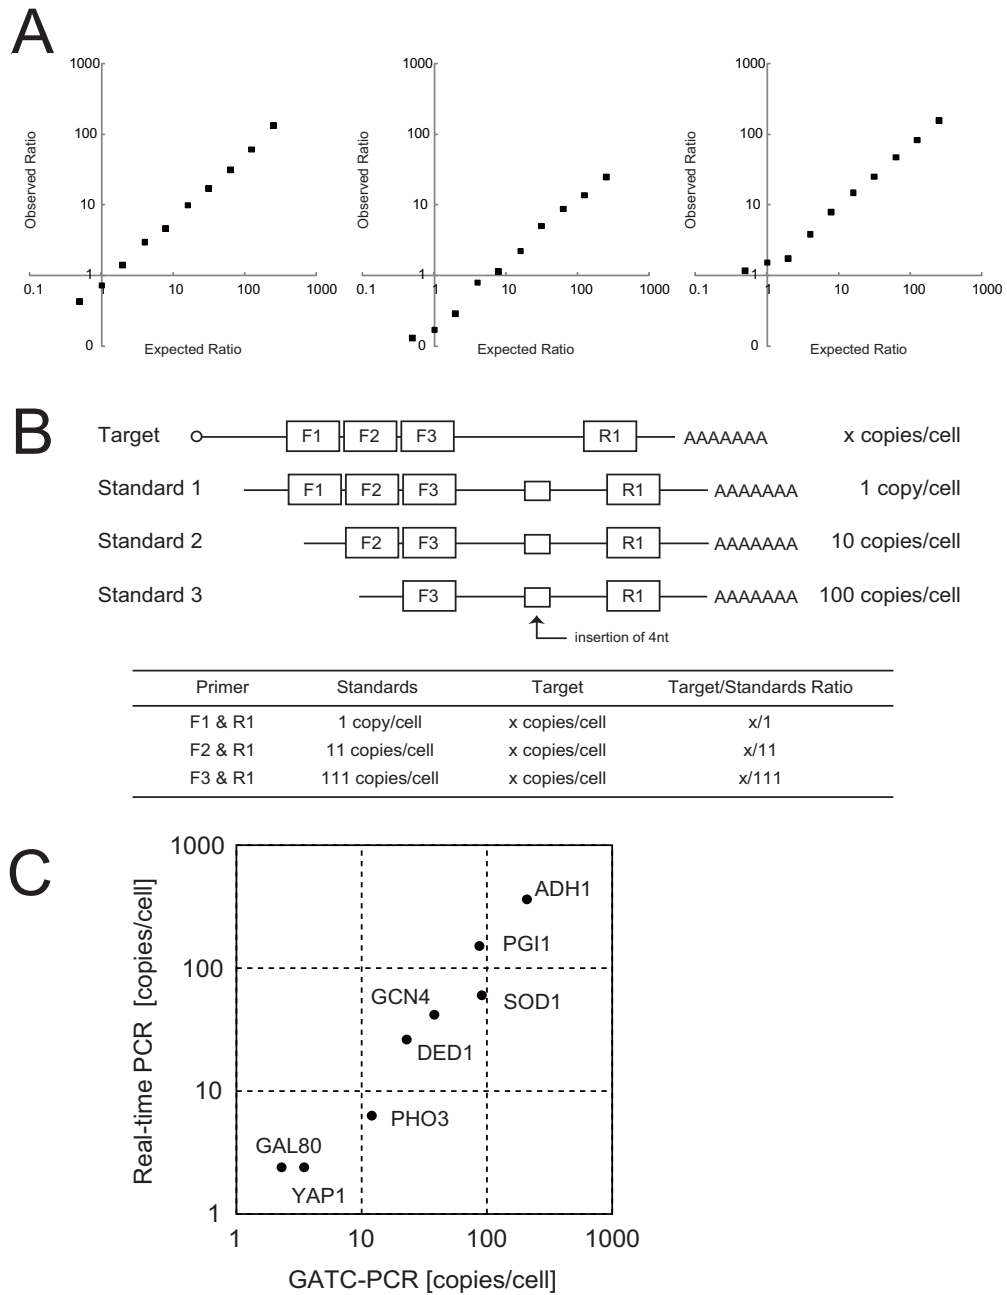 A
1000
100
10
1
0
0.1
1
10
100
1000
Observed Ratio
Expected Ratio
1000
100
10
1
0
0.1
1
10
100
1000
Observed Ratio
Expected Ratio
1000
100
10
1
0
0.1
1
10
100
1000
Observed Ratio
Expected Ratio
B
Target F1 F2 F3 R1 AAAAAAA x copies/cell
Standard 1 F1 F2 F3 R1 AAAAAAA 1 copy/cell
Standard 2 F2 F3 R1 AAAAAAA 10 copies/cell
Standard 3 F3 R1 AAAAAAA 100 copies/cell
insertion of 4nt
Primer Standards Target Target/Standards Ratio
F1 & R1 1 copy/cell x copies/cell x/1
F2 & R1 11 copies/cell x copies/cell x/11
F3 & R1 111 copies/cell x copies/cell x/111
C
Real-time PCR [copies/cell]
1000
100
10
1
ADH1
PGI1
GCN4
SOD1
DED1
PHO3
GAL80
YAP1
1 10 100 1000
GATC-PCR [copies/cell]